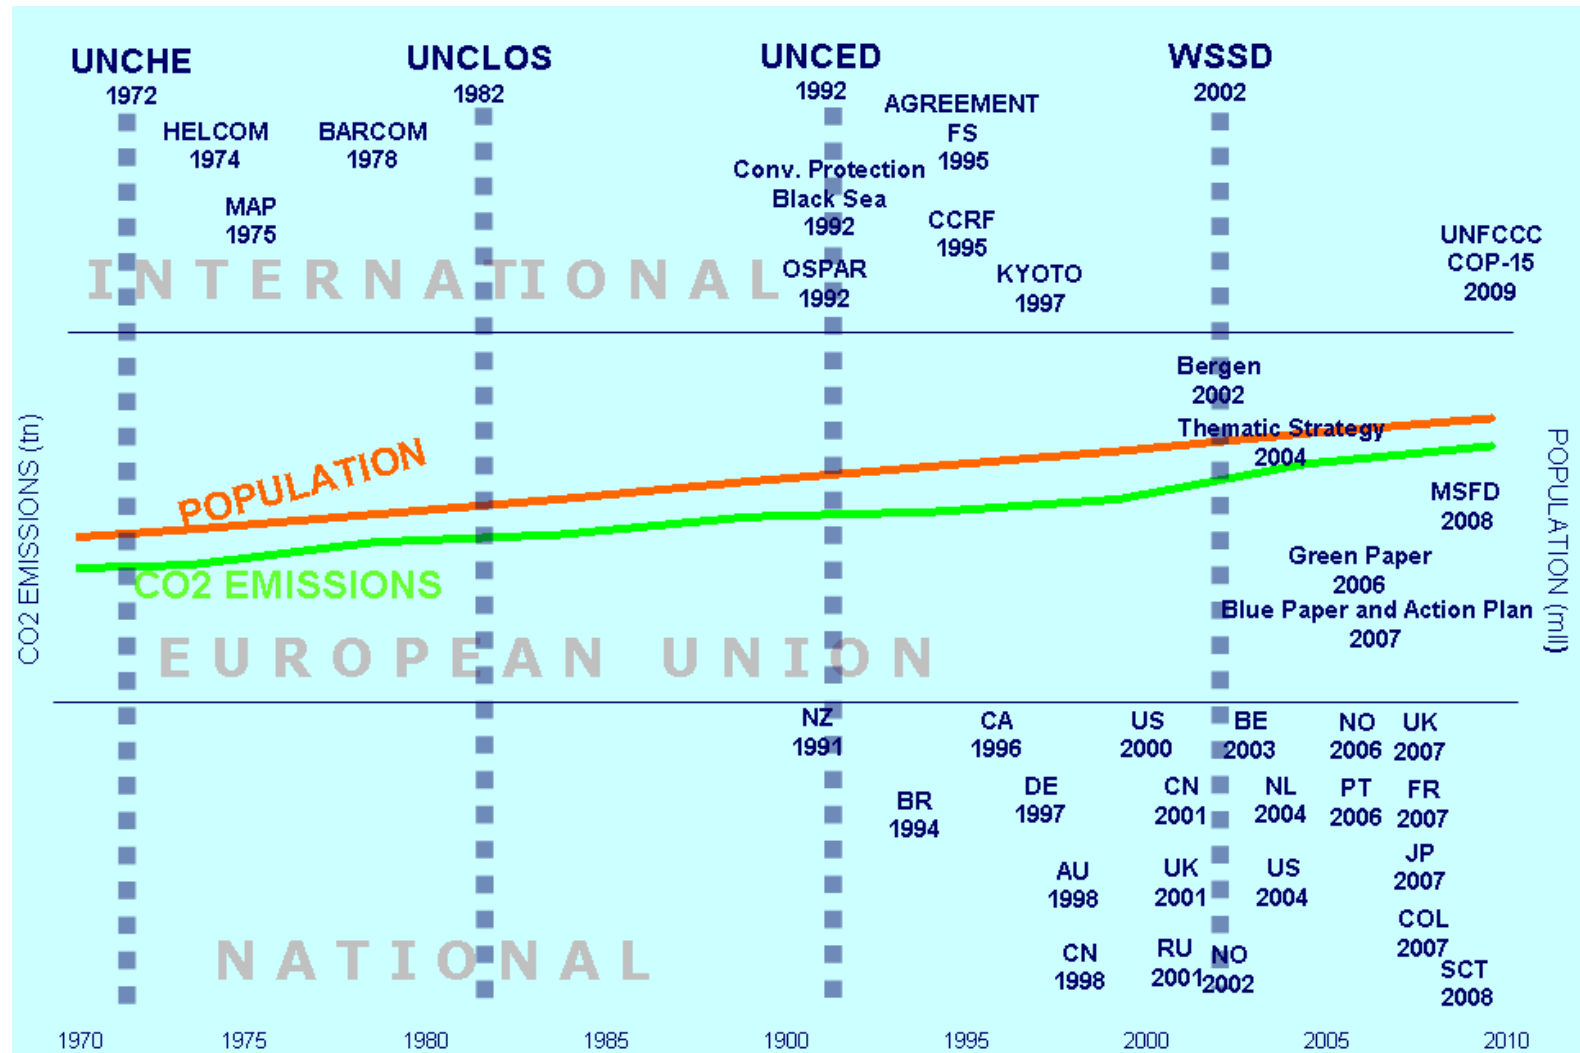 UNCHE
1972
UNCLOS
1982
UNCED
1992
WSSD
2002
HELCOM
1974
BARCOM
1978
MAP
1975
Conv. Protection
Black Sea
1992
OSPAR
1992
AGREEMENT
FS
1995
CCRF
1995
KYOTO
1997
UNFCCC
COP-15
2009
INTERNATIONAL
CO2 EMISSIONS (tn)
POPULATION
CO2 EMISSIONS
Bergen
2002
Thematic Strategy
2004
MSFD
2008
Green Paper
2006
Blue Paper and Action Plan
2007
POPULATION (mll)
EUROPEAN UNION
NZ
1991
CA
1996
US
2000
BE
2003
NO
2006
UK
2007
BR
1994
DE
1997
CN
2001
NL
2004
PT
2006
FR
2007
AU
1998
UK
2001
US
2004
JP
2007
CN
1998
RU
2001
NO
2002
COL
2007
SCT
2008
NATIONAL
1970 1975 1980 1985 1900 1995 2000 2005 2010